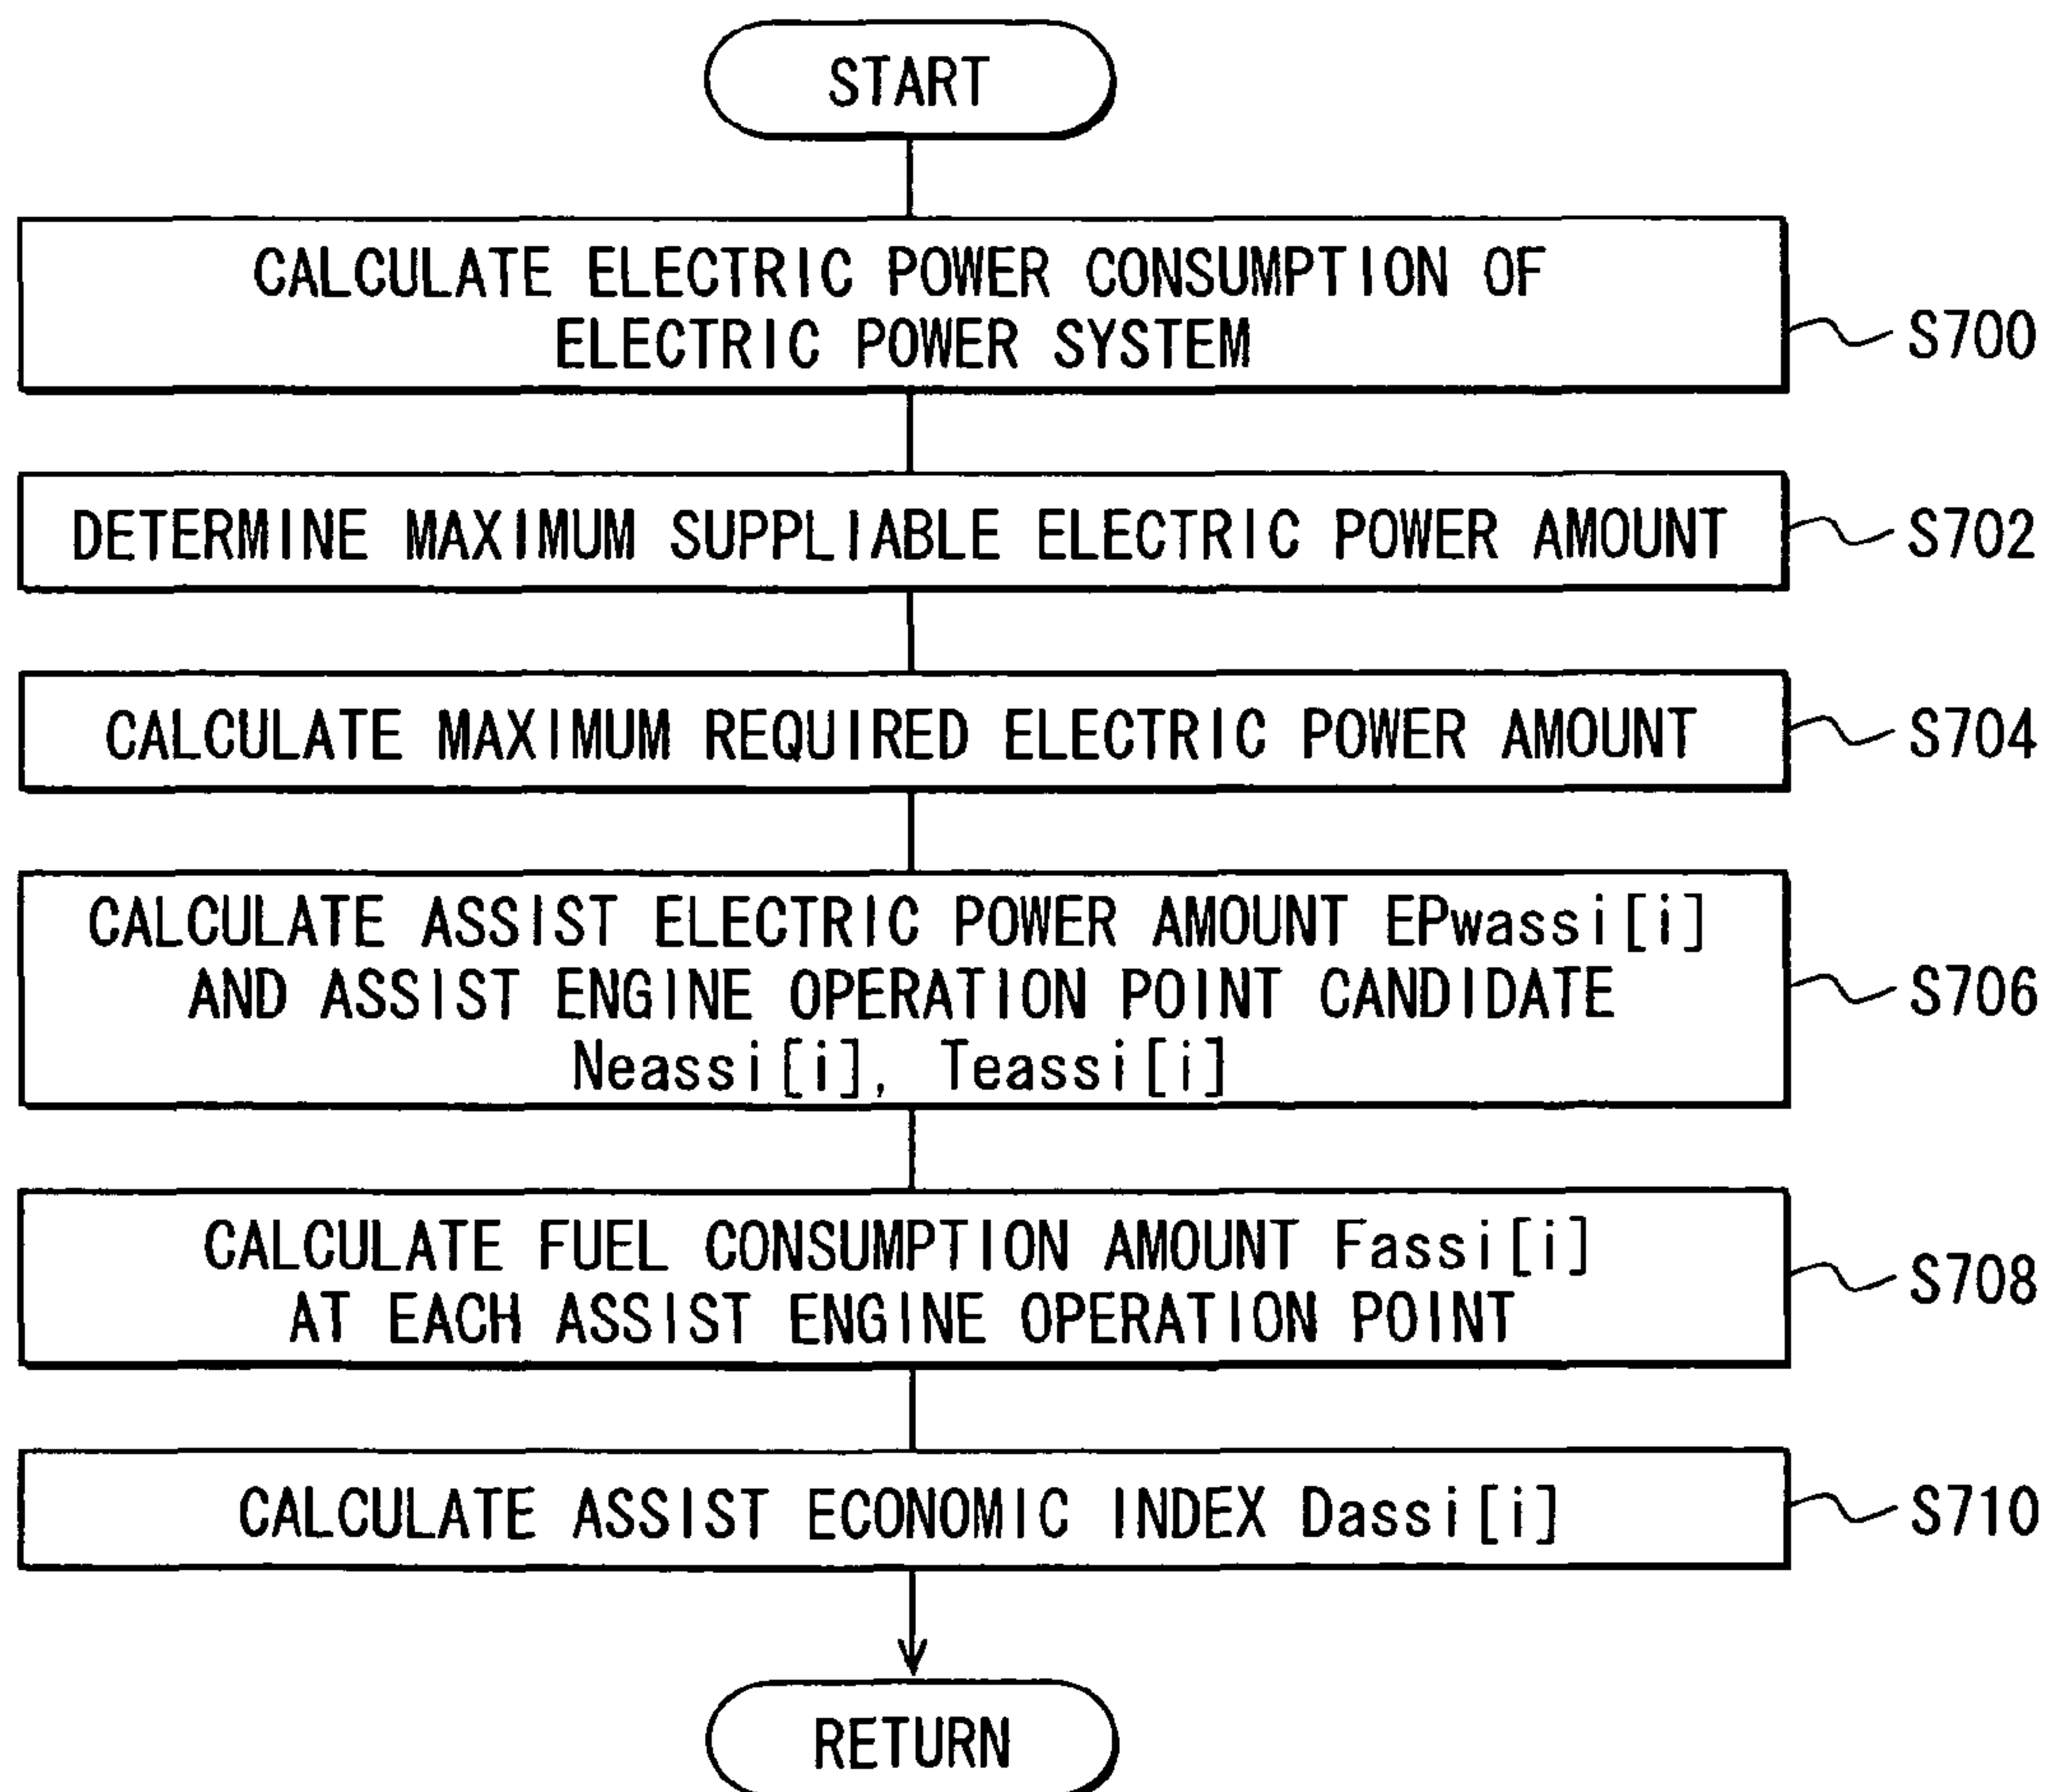 START
CALCULATE ELECTRIC POWER CONSUMPTION OF
ELECTRIC POWER SYSTEM
S700
DETERMINE MAXIMUM SUPPLIABLE ELECTRIC POWER AMOUNT
S702
CALCULATE MAXIMUM REQUIRED ELECTRIC POWER AMOUNT
S704
CALCULATE ASSIST ELECTRIC POWER AMOUNT EPwassi[i]
AND ASSIST ENGINE OPERATION POINT CANDIDATE
Neassi[i], Teassi[i]
S706
CALCULATE FUEL CONSUMPTION AMOUNT Fassi[i]
AT EACH ASSIST ENGINE OPERATION POINT
S708
CALCULATE ASSIST ECONOMIC INDEX Dassi[i]
S710
RETURN